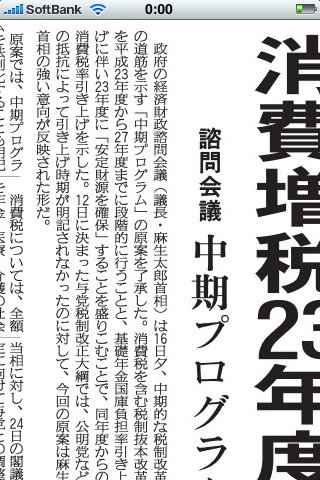 SoftBank 0:00
消費増税23年度
諮問会議
中期プログラ
政府の経済財政諮問会議（議長・麻生太郎首相）は16日夕、中期的な税制改革
の道筋を示す「中期プログラム」の原案を了承した。消費税を含む税制抜本改革
を平成23年度から27年度までに段階的に行うことと、基礎年金国庫負担率引き上
げに伴い23年度に「安定財源を確保」することを盛りこむことで、同年度からの
消費税率引き上げを示した。12日に決まった与党税制改正大綱では、公明党など
の抵抗によって引き上げ時期が明記されなかったのに対して、今回の原案は麻生
首相の強い意向が反映された形だ。
原案では、中期プログラ
消費税については、全額
当相に対し、24日の閣議